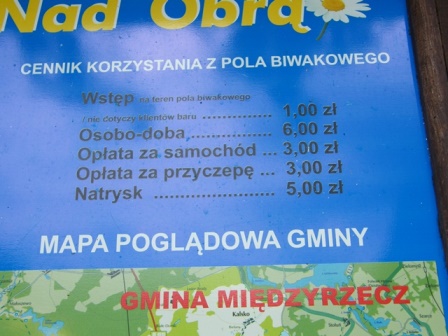 Nad Obrą
CENNIK KORZYSTANIA Z POLA BIWAKOWEGO
Wstęp na teren pola biwakowego
/ nie dotyczy klientów baru ................ 1,00 zł
Osobo-doba ................ 6,00 zł
Opłata za samochód ... 3,00 zł
Opłata za przyczepę ... 3,00 zł
Natrysk ........................ 5,00 zł
MAPA POGLĄDOWA GMINY
GMINA MIĘDZYRZECZ
Kalsko